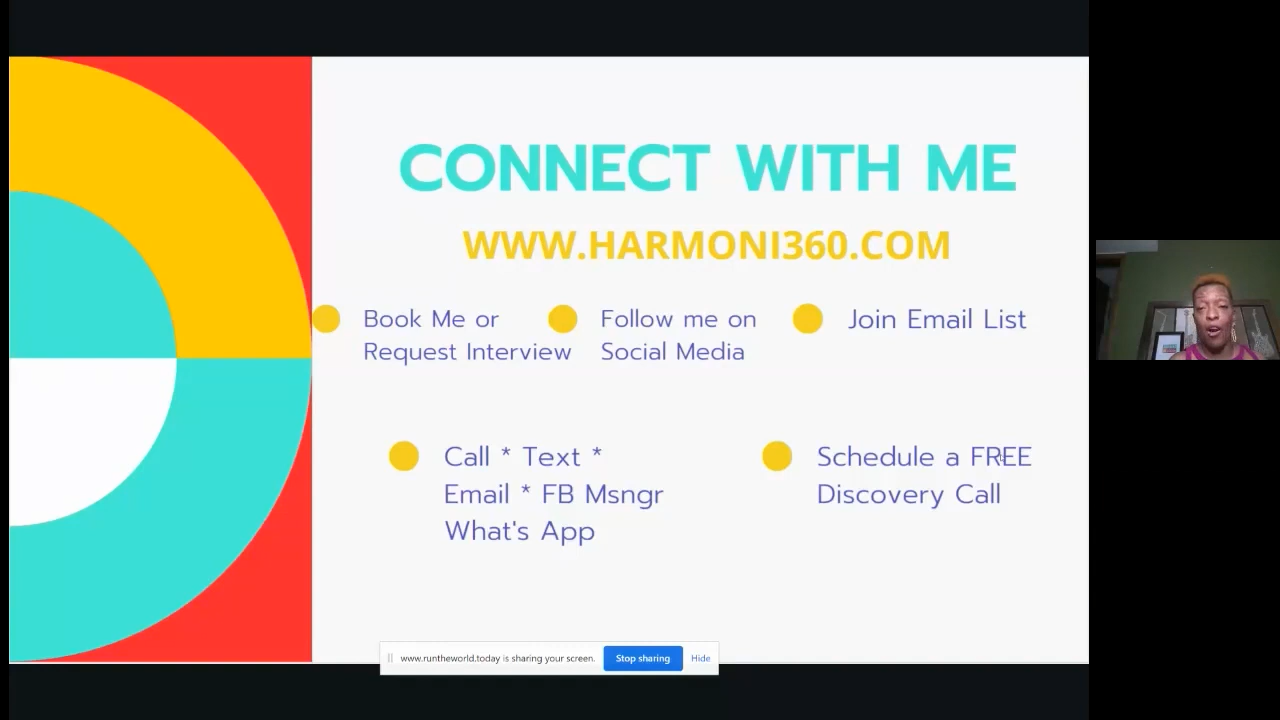 CONNECT WITH ME
WWW.HARMONI360.COM
Book Me or
Request Interview
Follow me on
Social Media
Join Email List
Call * Text *
Email * FB Msngr
What's App
Schedule a FREE
Discovery Call
www.runtheworld.today is sharing your screen.
Stop sharing
Hide